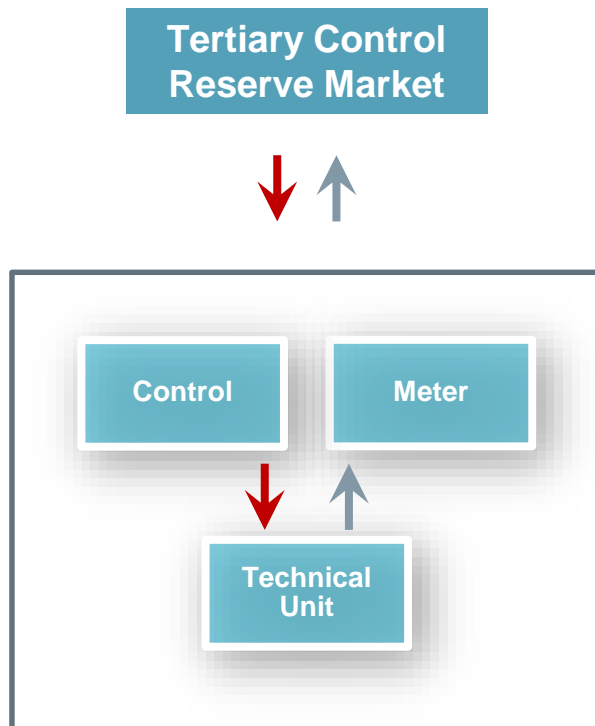 Tertiary Control
Reserve Market
Control
Meter
Technical
Unit